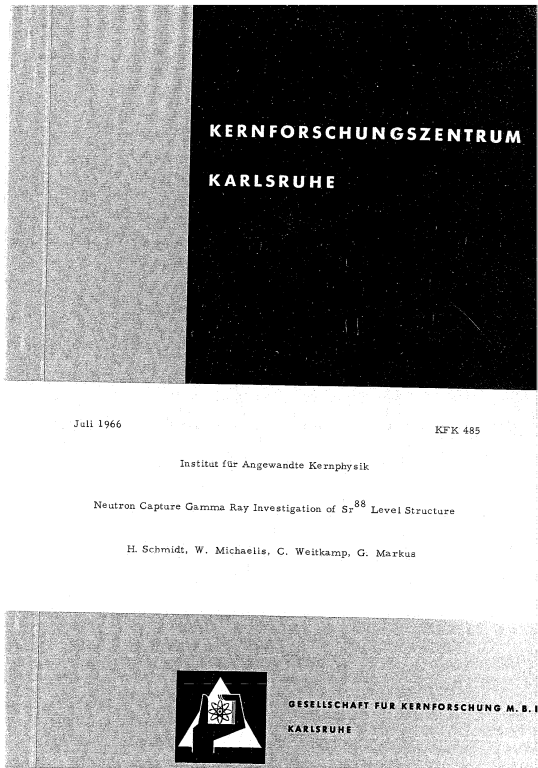 KERNFORSCHUNGSZENTRUM
KARLSRUHE
Juli 1966
KFK 485
Institut für Angewandte Kernphysik
Neutron Capture Gamma Ray Investigation of Sr⁸⁸ Level Structure
H. Schmidt, W. Michaelis, C. Weitkamp, G. Markus
GESELLSCHAFT FÜR KERNFORSCHUNG M.B.
KARLSRUHE